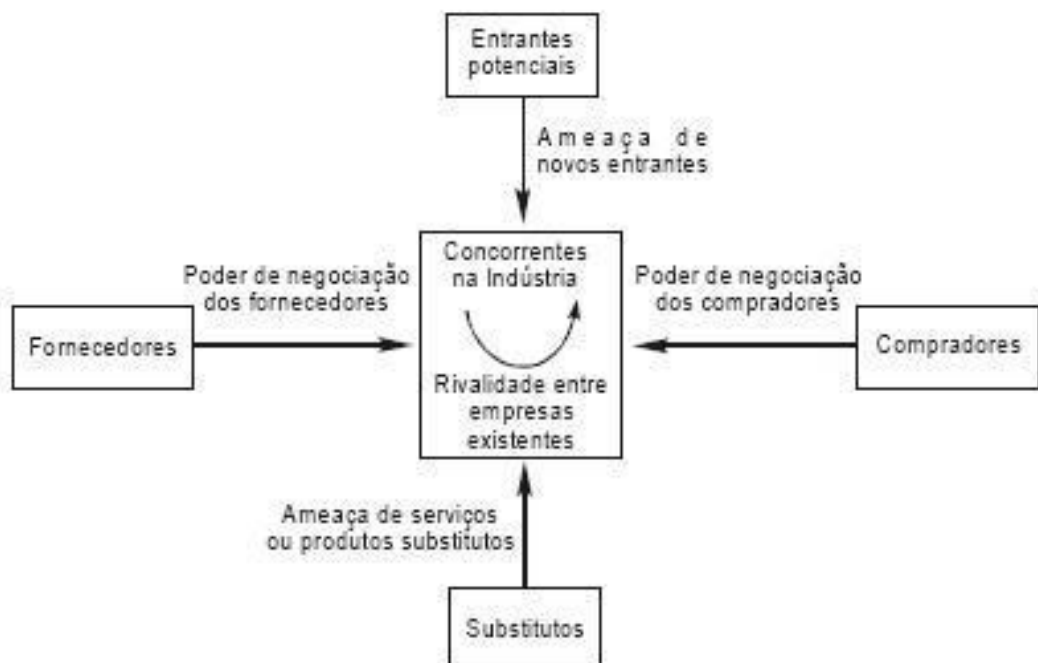 Entrantes
potenciais
Ameaça de
novos entrantes
Concorrentes
na Indústria
Poder de negociação
dos fornecedores
Poder de negociação
dos compradores
Fornecedores
Compradores
Rivalidade entre
empresas
existentes
Ameaça de serviços
ou produtos substitutos
Substitutos